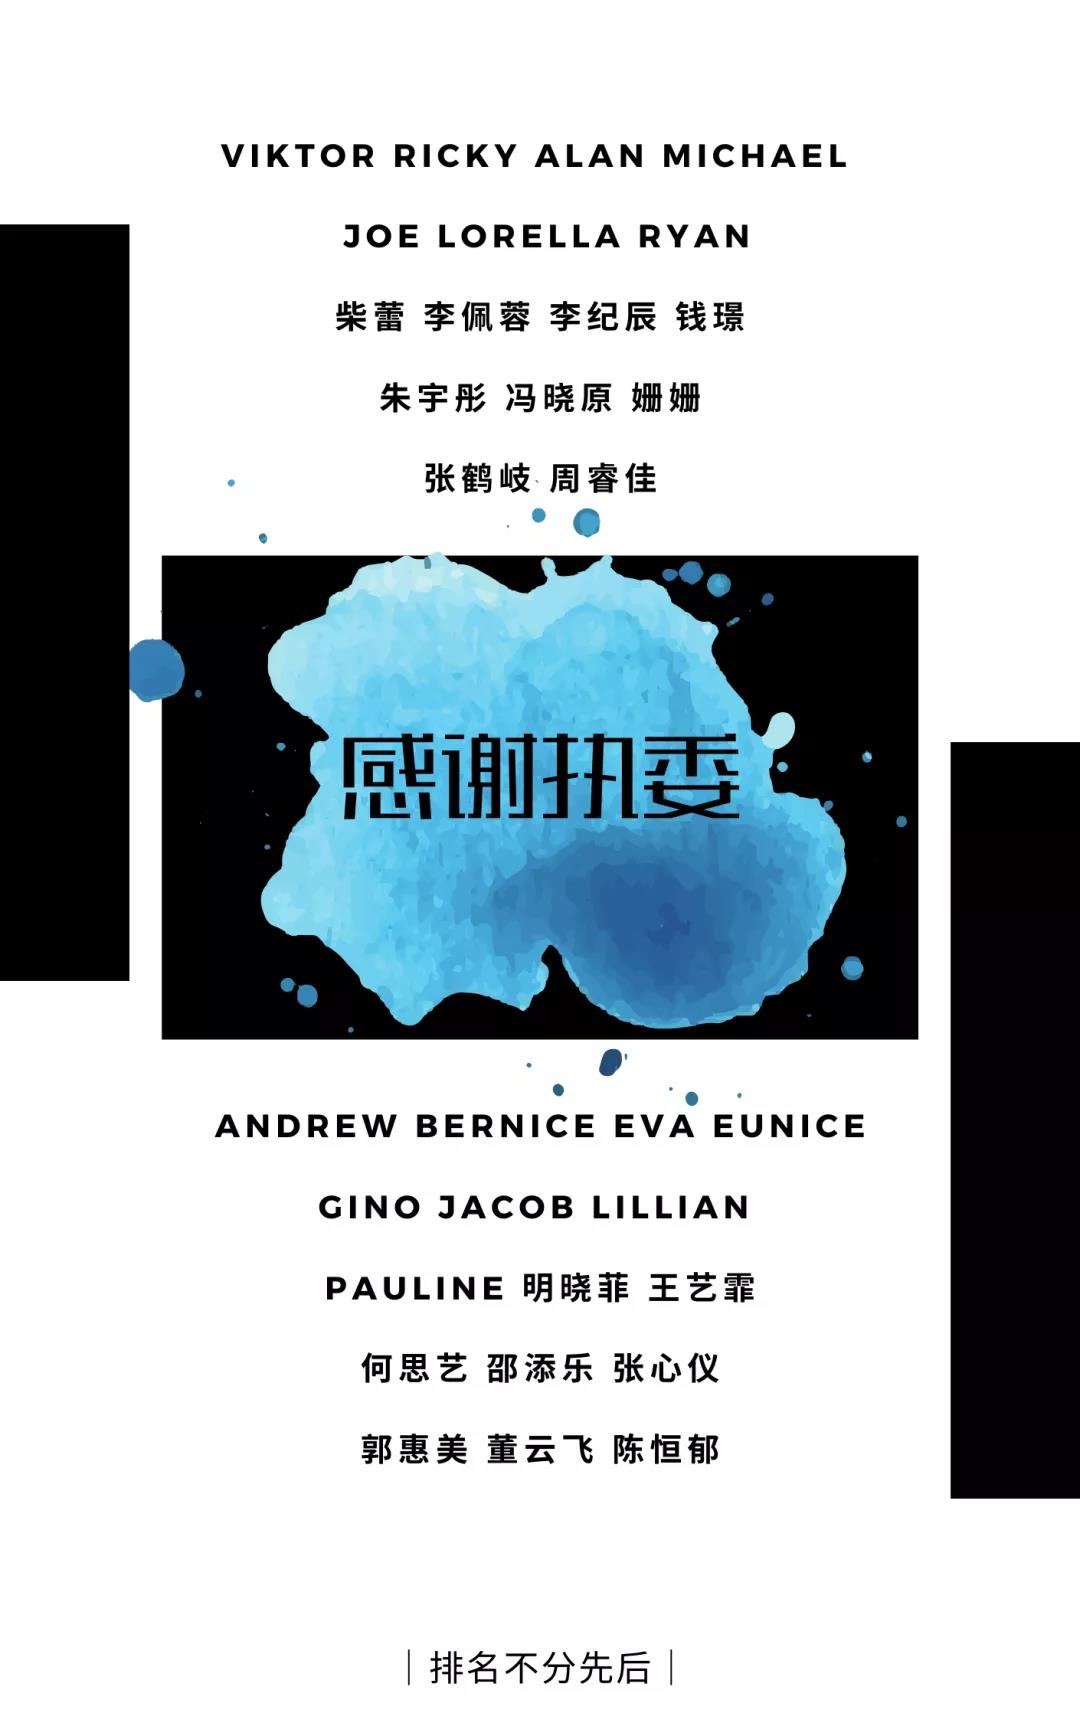 VIKTOR RICKY ALAN MICHAEL
JOE LORELLA RYAN
柴蕾 李佩蓉 李纪辰 钱璟
朱宇彤 冯晓原 姗姗
张鹤岐 周睿佳
感谢执委
ANDREW BERNICE EVA EUNICE
GINO JACOB LILLIAN
PAULINE 明晓菲 王艺霏
何思艺 邵添乐 张心仪
郭惠美 董云飞 陈恒郁
｜排名不分先后｜